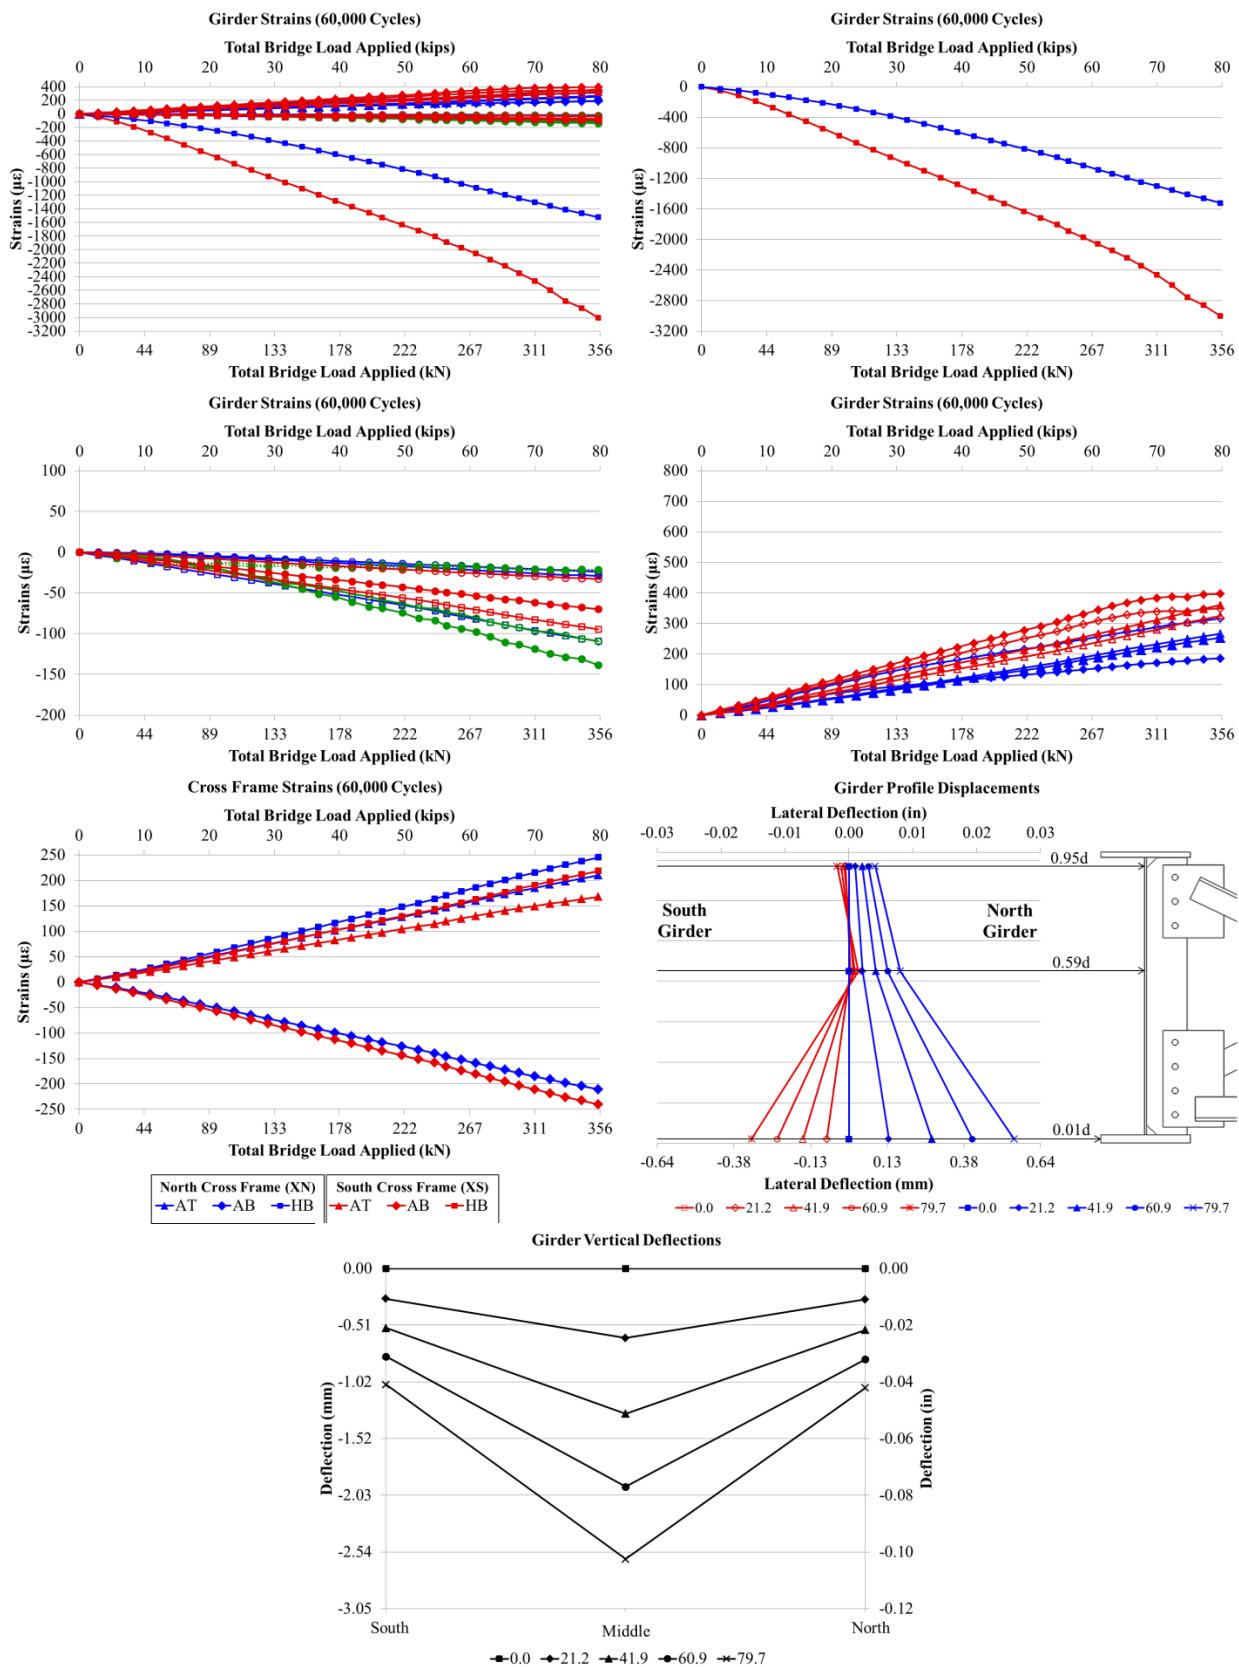 Girder Strains (60,000 Cycles)
Total Bridge Load Applied (kips)
0 10 20 30 40 50 60 70 80
400
200
0
-200
-400
-600
-800
-1000
-1200
-1400
-1600
-1800
-2000
-2200
-2400
-2600
-2800
-3000
-3200
Strains (με)
0 44 89 133 178 222 267 311 356
Total Bridge Load Applied (kN)
Girder Strains (60,000 Cycles)
Total Bridge Load Applied (kips)
0 10 20 30 40 50 60 70 80
0
-400
-800
-1200
-1600
-2000
-2400
-2800
-3200
Strains (με)
0 44 89 133 178 222 267 311 356
Total Bridge Load Applied (kN)
Girder Strains (60,000 Cycles)
Total Bridge Load Applied (kips)
0 10 20 30 40 50 60 70 80
100
50
0
-50
-100
-150
-200
Strains (με)
0 44 89 133 178 222 267 311 356
Total Bridge Load Applied (kN)
Girder Strains (60,000 Cycles)
Total Bridge Load Applied (kips)
0 10 20 30 40 50 60 70 80
800
700
600
500
400
300
200
100
0
Strains (με)
0 44 89 133 178 222 267 311 356
Total Bridge Load Applied (kN)
Cross Frame Strains (60,000 Cycles)
Total Bridge Load Applied (kips)
0 10 20 30 40 50 60 70 80
250
200
150
100
50
0
-50
-100
-150
-200
-250
Strains (με)
0 44 89 133 178 222 267 311 356
Total Bridge Load Applied (kN)
North Cross Frame (XN) South Cross Frame (XS)
AT AB HB AT AB HB
Girder Profile Displacements
Lateral Deflection (in)
-0.03 -0.02 -0.01 0.00 0.01 0.02 0.03
0.95d
South Girder
North Girder
0.59d
0.01d
-0.64 -0.38 -0.13 0.13 0.38 0.64
Lateral Deflection (mm)
0.0 21.2 41.9 60.9 79.7 0.0 21.2 41.9 60.9 79.7
Girder Vertical Deflections
0.00
-0.51
-1.02
-1.52
-2.03
-2.54
-3.05
Deflection (mm)
0.00
-0.02
-0.04
-0.06
-0.08
-0.10
-0.12
Deflection (in)
South Middle North
0.0 21.2 41.9 60.9 79.7